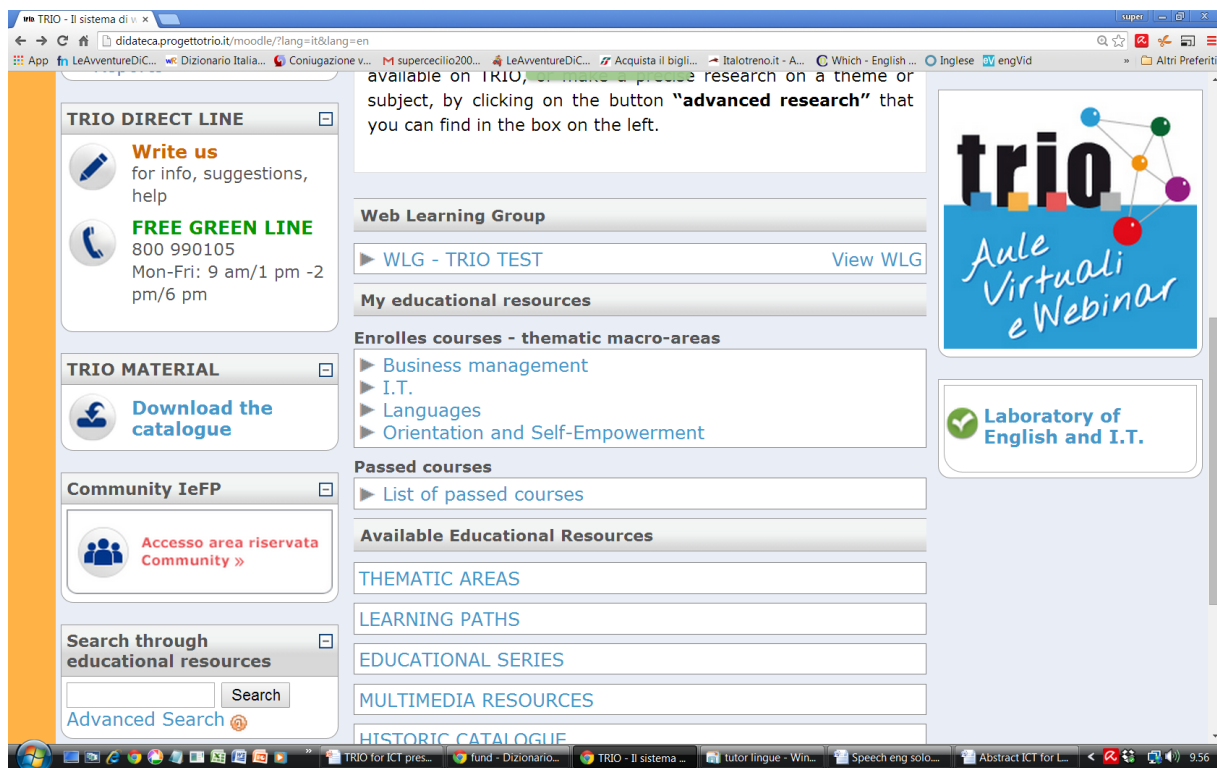 TRIO - Il sistema di v
super
didateca.progettotrio.it/moodle/?lang=it&lang=en
App
LeAvventureDiC...
Dizionario Italia...
Coniugazione v...
supercecilio200...
LeAvventureDiC...
Acquista il bigli...
Italotreno.it - A...
Which - English ...
Inglese
engVid
»
Altri Preferiti
TRIO DIRECT LINE
Write us
for info, suggestions,
help
FREE GREEN LINE
800 990105
Mon-Fri: 9 am/1 pm -2
pm/6 pm
TRIO MATERIAL
Download the
catalogue
Community IeFP
Accesso area riservata
Community »
Search through
educational resources
Search
Advanced Search
available on TRIO, or make a precise research on a theme or
subject, by clicking on the button "advanced research" that
you can find in the box on the left.
Web Learning Group
WLG - TRIO TEST
View WLG
My educational resources
Enrolles courses - thematic macro-areas
Business management
I.T.
Languages
Orientation and Self-Empowerment
Passed courses
List of passed courses
Available Educational Resources
THEMATIC AREAS
LEARNING PATHS
EDUCATIONAL SERIES
MULTIMEDIA RESOURCES
HISTORIC CATALOGUE
trio
Aule
Virtuali
e Webinar
Laboratory of
English and I.T.
TRIO for ICT pres...
fund - Dizionario...
TRIO - Il sistema ...
tutor lingue - Win...
Speech eng solo....
Abstract ICT for L...
9.56